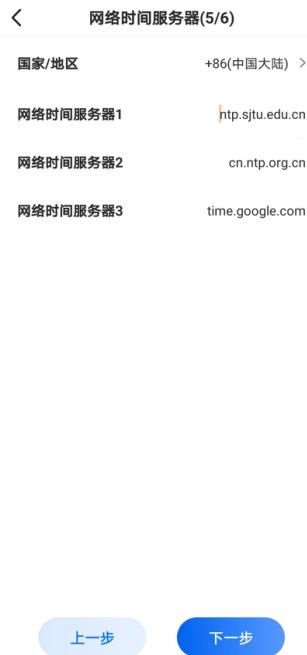 网络时间服务器(5/6)
国家/地区 +86(中国大陆)
网络时间服务器1 ntp.sjtu.edu.cn
网络时间服务器2 cn.ntp.org.cn
网络时间服务器3 time.google.com
上一步 下一步